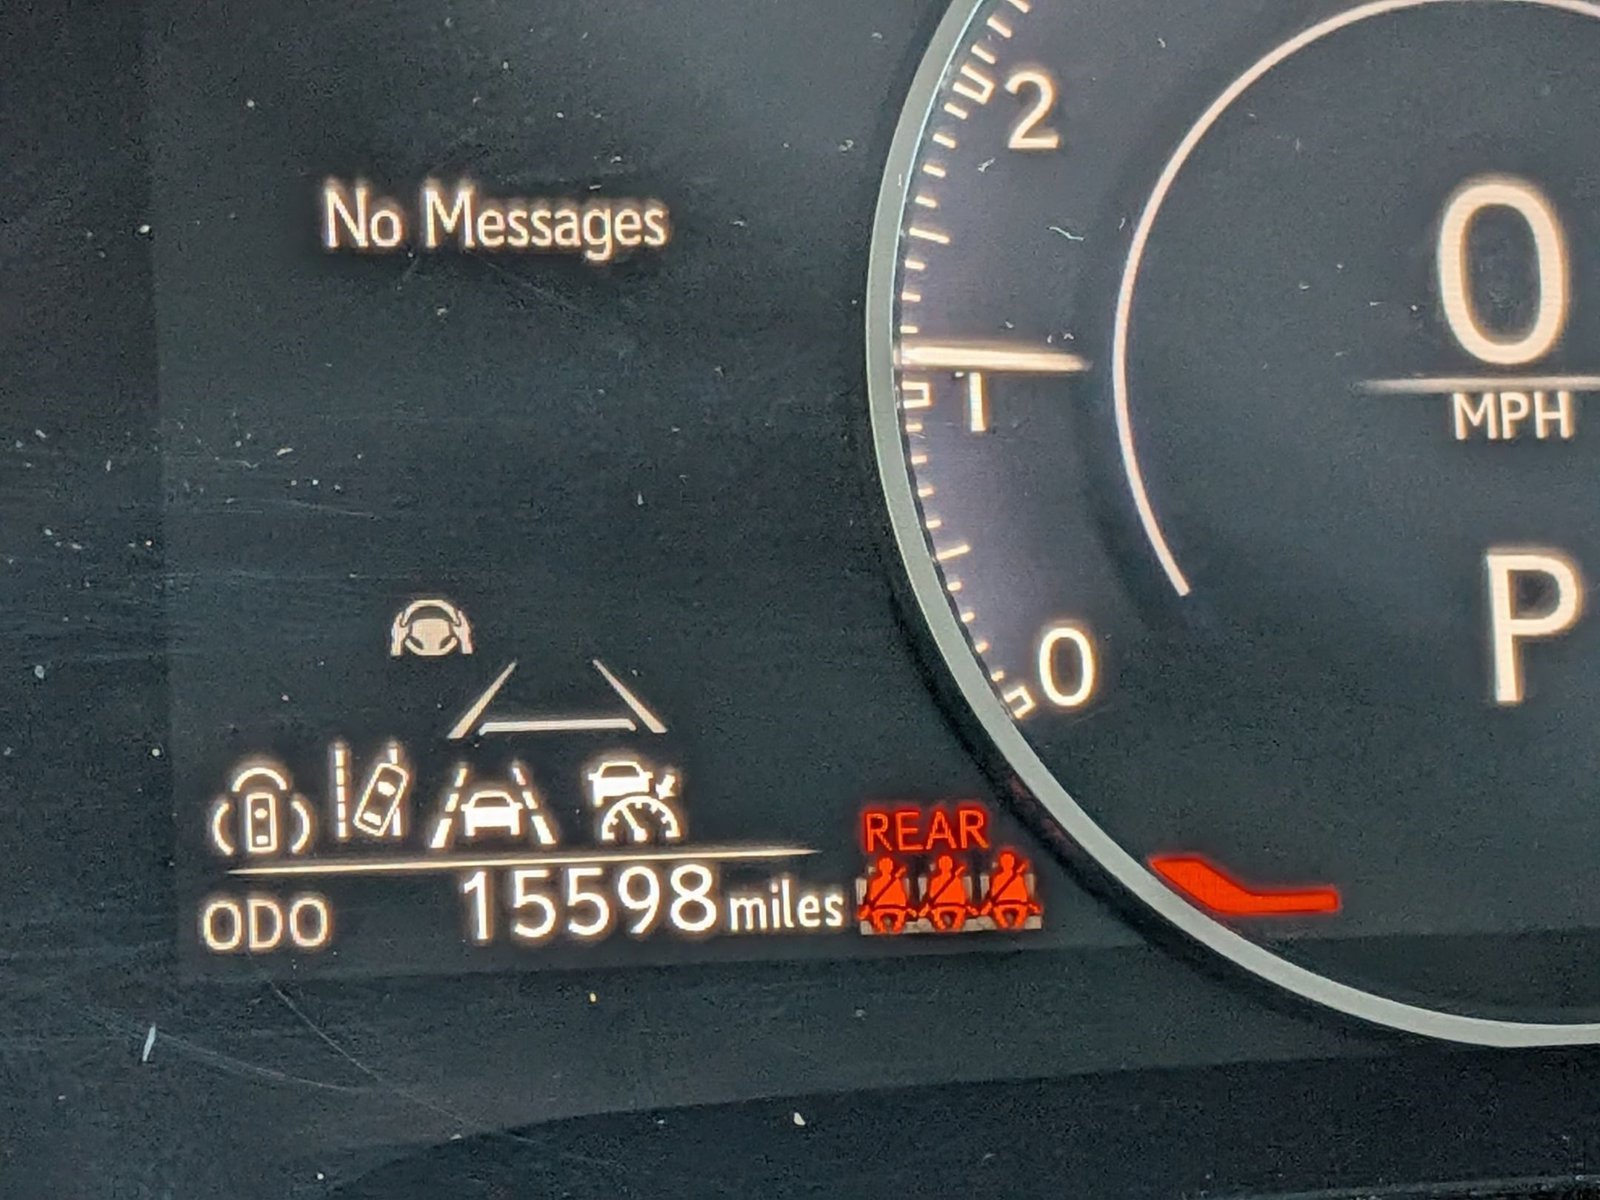 No Messages
2
1
0
0
MPH
P
REAR
ODO 15598 miles